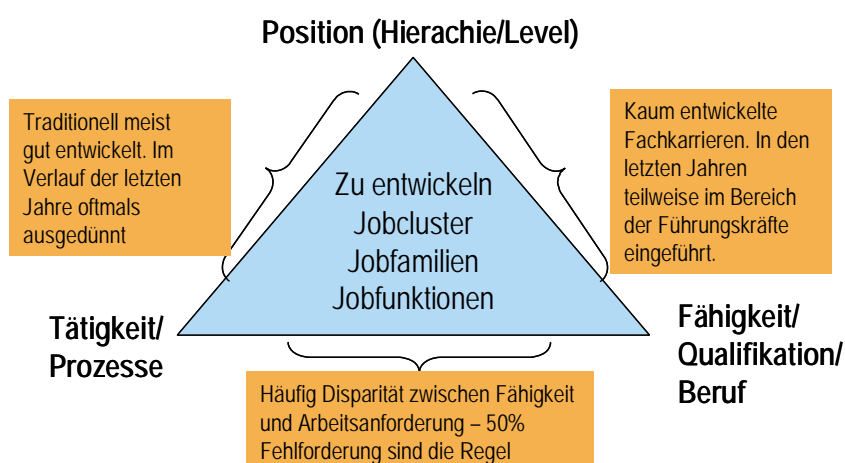 Position (Hierachie/Level)
Traditionell meist
gut entwickelt. Im
Verlauf der letzten
Jahre oftmals
ausgedünnt
Kaum entwickelte
Fachkarrieren. In den
letzten Jahren
teilweise im Bereich
der Führungskräfte
eingeführt.
Zu entwickeln
Jobcluster
Jobfamilien
Jobfunktionen
Tätigkeit/
Prozesse
Fähigkeit/
Qualifikation/
Beruf
Häufig Disparität zwischen Fähigkeit
und Arbeitsanforderung – 50%
Fehlforderung sind die Regel